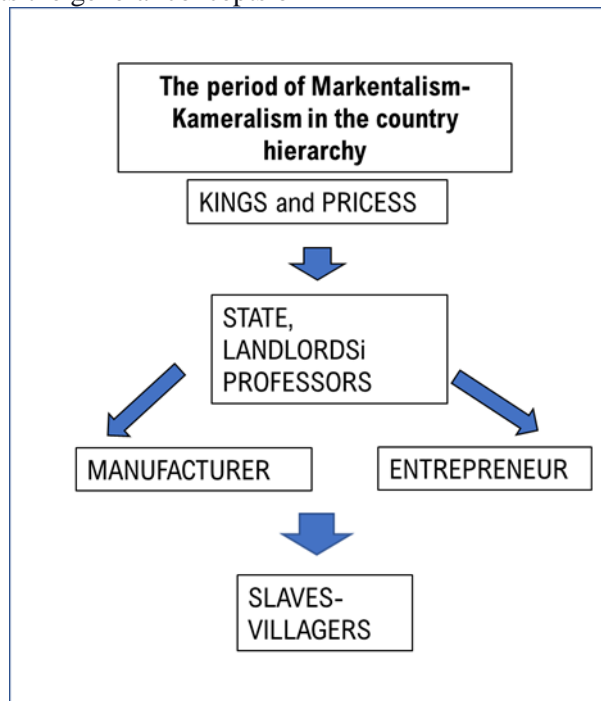 The period of Markentalism-
Kameralism in the country
hierarchy
KINGS and PRICESS
STATE,
LANDLORDSi
PROFESSORS
MANUFACTURER
ENTREPRENEUR
SLAVES-
VILLAGERS